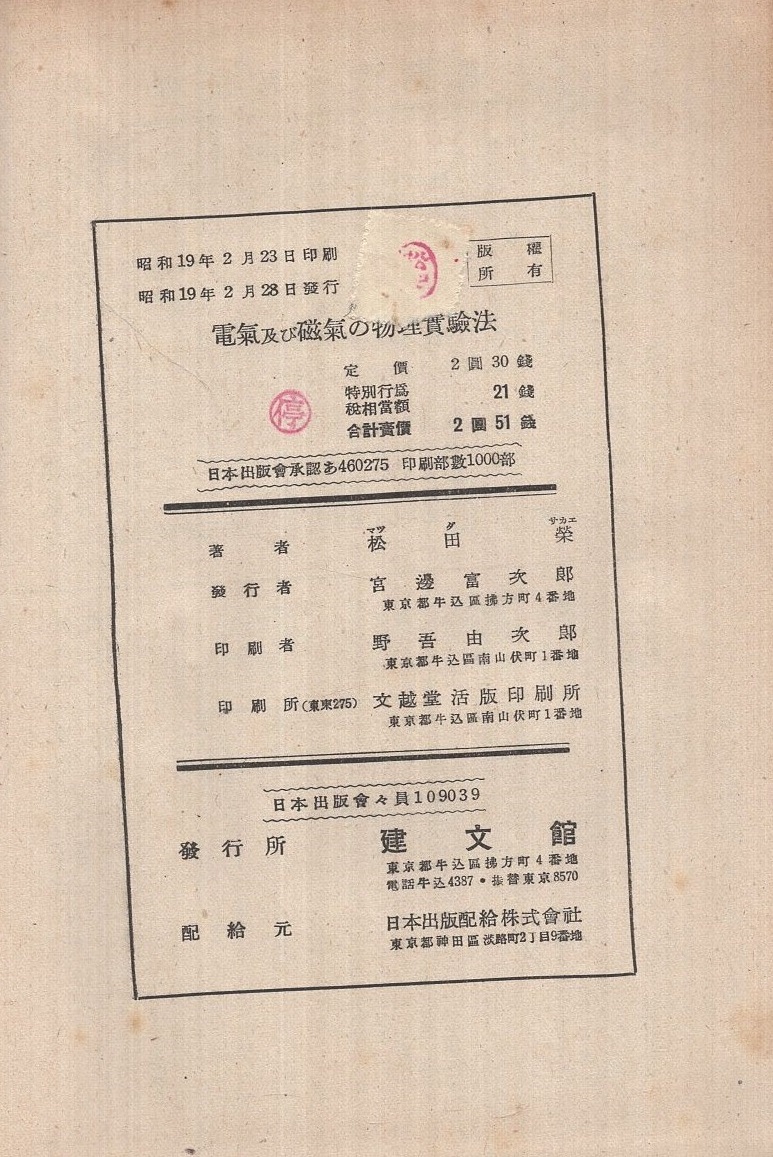 昭和19年2月23日印刷
昭和19年2月28日發行
版權
所有
電氣及び磁氣の物理實驗法
定價 2圓30錢
特別行爲
税相當額 21錢
合計賣價 2圓51錢
停
日本出版會承認あ460275 印刷部數1000部
マツ ダ サカエ
著者 松田榮
發行者 宮邊富次郎
東京都牛込區拂方町4番地
印刷者 野吾由次郎
東京都牛込區南山伏町1番地
印刷所(東東275) 文越堂活版印刷所
東京都牛込區南山伏町1番地
日本出版會々員109039
發行所 建文館
東京都牛込區拂方町4番地
電話牛込4387・振替東京8570
配給元 日本出版配給株式會社
東京都神田區淡路町2丁目9番地